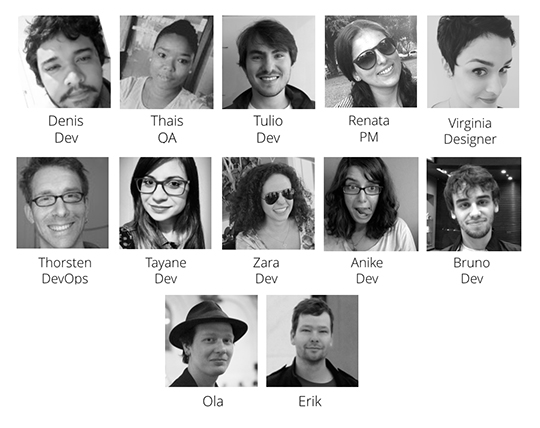 Denis
Dev
Thais
QA
Tulio
Dev
Renata
PM
Virginia
Designer
Thorsten
DevOps
Tayane
Dev
Zara
Dev
Anike
Dev
Bruno
Dev
Ola
Erik